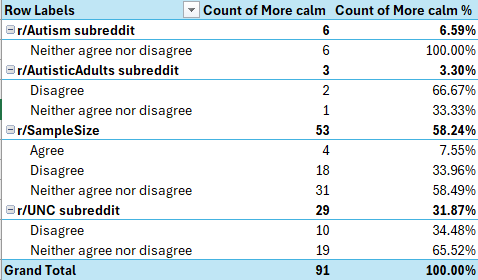 Row Labels Count of More calm Count of More calm %
r/Autism subreddit 6 6.59%
Neither agree nor disagree 6 100.00%
r/AutisticAdults subreddit 3 3.30%
Disagree 2 66.67%
Neither agree nor disagree 1 33.33%
r/SampleSize 53 58.24%
Agree 4 7.55%
Disagree 18 33.96%
Neither agree nor disagree 31 58.49%
r/UNC subreddit 29 31.87%
Disagree 10 34.48%
Neither agree nor disagree 19 65.52%
Grand Total 91 100.00%